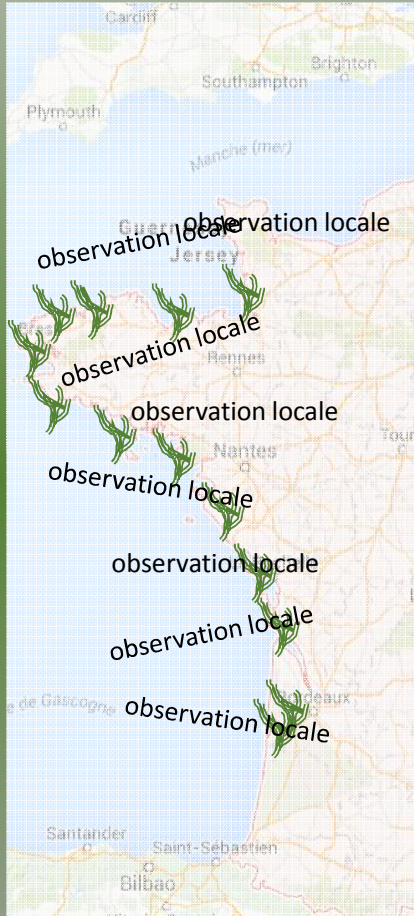 Cardiff
Brighton
Southampton
Plymouth
Manche (mer)
observation locale
observation locale
Jersey
observation locale
Rennes
observation locale
Nantes
Tour
observation locale
observation locale
observation locale
observation locale
Bordeaux
e de Gascogne
Santander
Saint-Sébastien
Bilbao